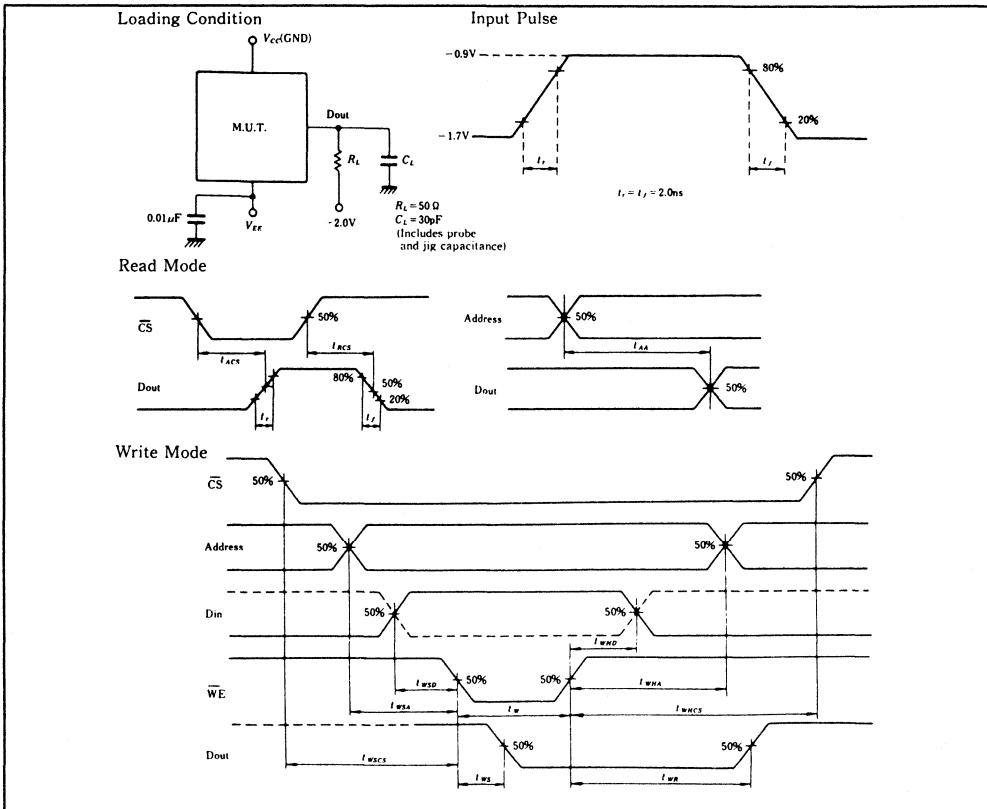 Loading Condition
Input Pulse
Vcc(GND)
M.U.T.
Dout
RL
CL
0.01μF
VEE
-2.0V
RL=50 Ω
CL=30pF
(Includes probe
and jig capacitance)
-0.9V
-1.7V
80%
20%
tr
tf
tr = tf = 2.0ns
Read Mode
CS
50%
tACS
tRCS
Dout
80%
50%
20%
tr
tf
Address
50%
tAA
Dout
50%
Write Mode
CS
50%
50%
Address
50%
50%
Din
50%
50%
tWHD
WE
50%
50%
tWSD
tWHA
tWSA
tW
tWHCS
Dout
50%
50%
tWSCS
tWS
tWR